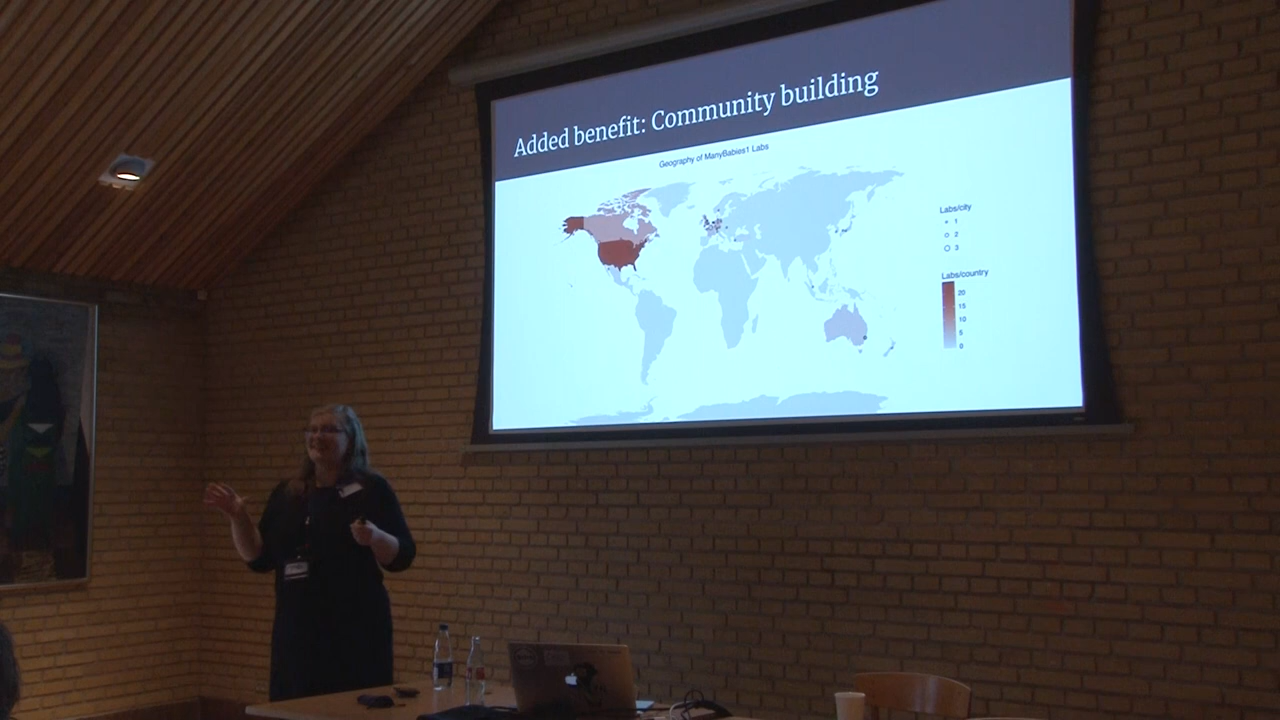 Added benefit: Community building
Geography of ManyBabies1 Labs
Labs/city
1
2
3
Labs/country
20
15
10
5
0